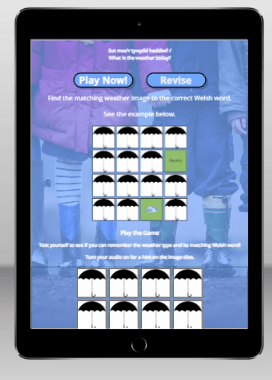 Sut mae'r tywydd heddiw? /
What is the weather today?
Play Now! Revise
Find the matching weather image to the correct Welsh word.
See the example below.
Play the Game
Test yourself to see if you can remember the weather type and its matching Welsh word!
Turn your audio on for a hint on the image tiles.